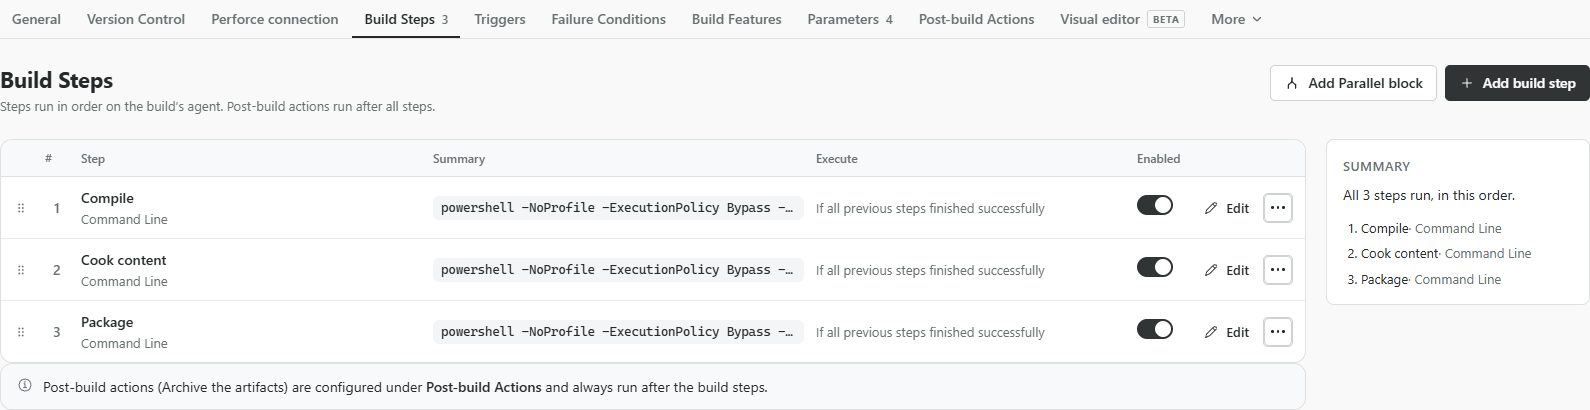 General Version Control Perforce connection Build Steps 3 Triggers Failure Conditions Build Features Parameters 4 Post-build Actions Visual editor BETA More
Build Steps
Steps run in order on the build's agent. Post-build actions run after all steps.
Add Parallel block
Add build step
# Step Summary Execute Enabled
1 Compile powershell -NoProfile -ExecutionPolicy Bypass -… If all previous steps finished successfully Edit
Command Line
2 Cook content powershell -NoProfile -ExecutionPolicy Bypass -… If all previous steps finished successfully Edit
Command Line
3 Package powershell -NoProfile -ExecutionPolicy Bypass -… If all previous steps finished successfully Edit
Command Line
Post-build actions (Archive the artifacts) are configured under Post-build Actions and always run after the build steps.
SUMMARY
All 3 steps run, in this order.
1. Compile· Command Line
2. Cook content· Command Line
3. Package· Command Line